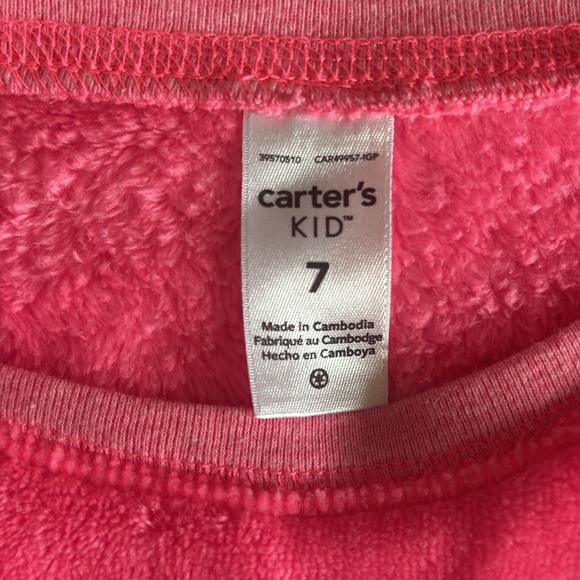 39570510 CAR49957-IGP
carter's
KID™
7
Made in Cambodia
Fabriqué au Cambodge
Hecho en Camboya